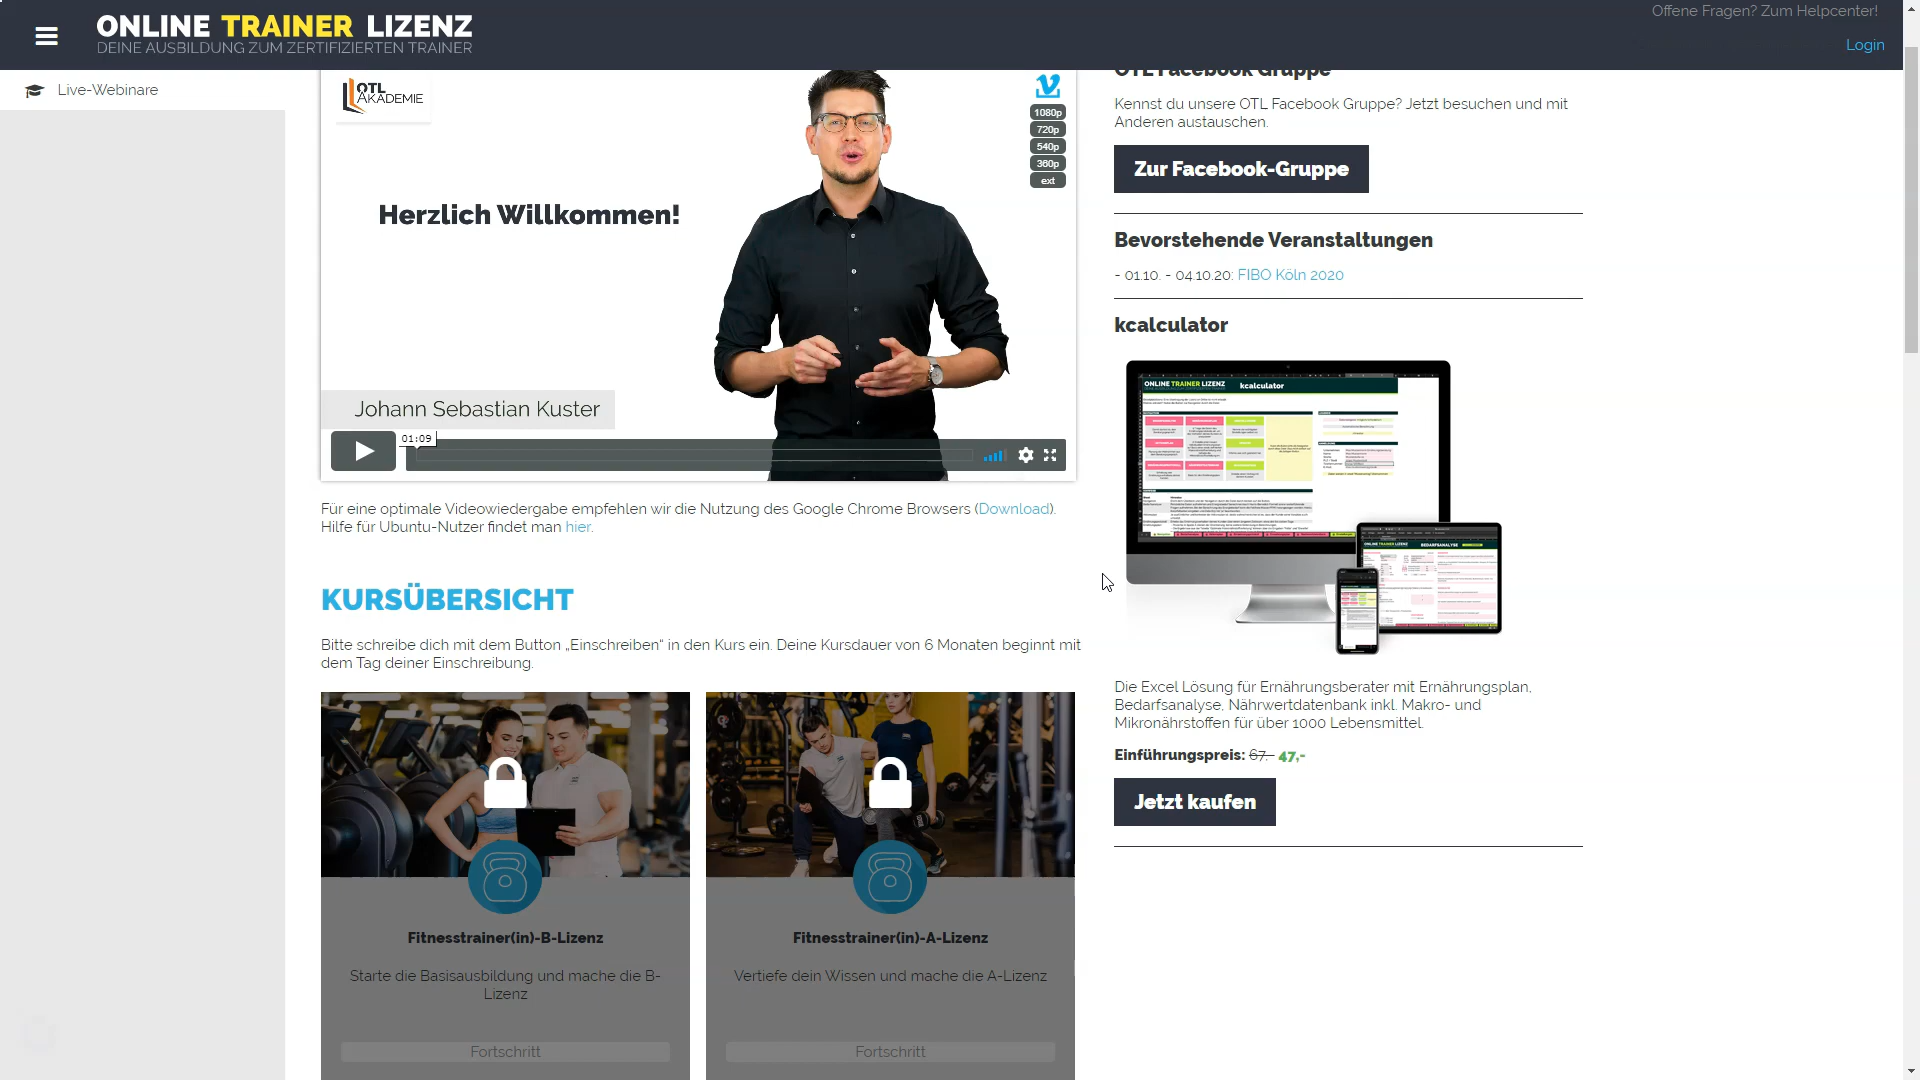 ONLINE TRAINER LIZENZ
DEINE AUSBILDUNG ZUM ZERTIFIZIERTEN TRAINER
Offene Fragen? Zum Helpcenter!
Login
Live-Webinare
OTL
AKADEMIE
1080p
720p
540p
360p
ext
Herzlich Willkommen!
Johann Sebastian Kuster
01:09
Für eine optimale Videowiedergabe empfehlen wir die Nutzung des Google Chrome Browsers (Download).
Hilfe für Ubuntu-Nutzer findet man hier.
KURSÜBERSICHT
Bitte schreibe dich mit dem Button „Einschreiben“ in den Kurs ein. Deine Kursdauer von 6 Monaten beginnt mit
dem Tag deiner Einschreibung.
Fitnesstrainer(in)-B-Lizenz
Starte die Basisausbildung und mache die B-
Lizenz
Fortschritt
Fitnesstrainer(in)-A-Lizenz
Vertiefe dein Wissen und mache die A-Lizenz
Fortschritt
OTL Facebook Gruppe
Kennst du unsere OTL Facebook Gruppe? Jetzt besuchen und mit
Anderen austauschen.
Zur Facebook-Gruppe
Bevorstehende Veranstaltungen
- 01.10. - 04.10.20: FIBO Köln 2020
kcalculator
ONLINE TRAINER LIZENZ
kcalculator
ONLINE TRAINER LIZENZ
BEDARFSANALYSE
Die Excel Lösung für Ernährungsberater mit Ernährungsplan,
Bedarfsanalyse, Nährwertdatenbank inkl. Makro- und
Mikronährstoffen für über 1000 Lebensmittel.
Einführungspreis: 67,- 47,-
Jetzt kaufen